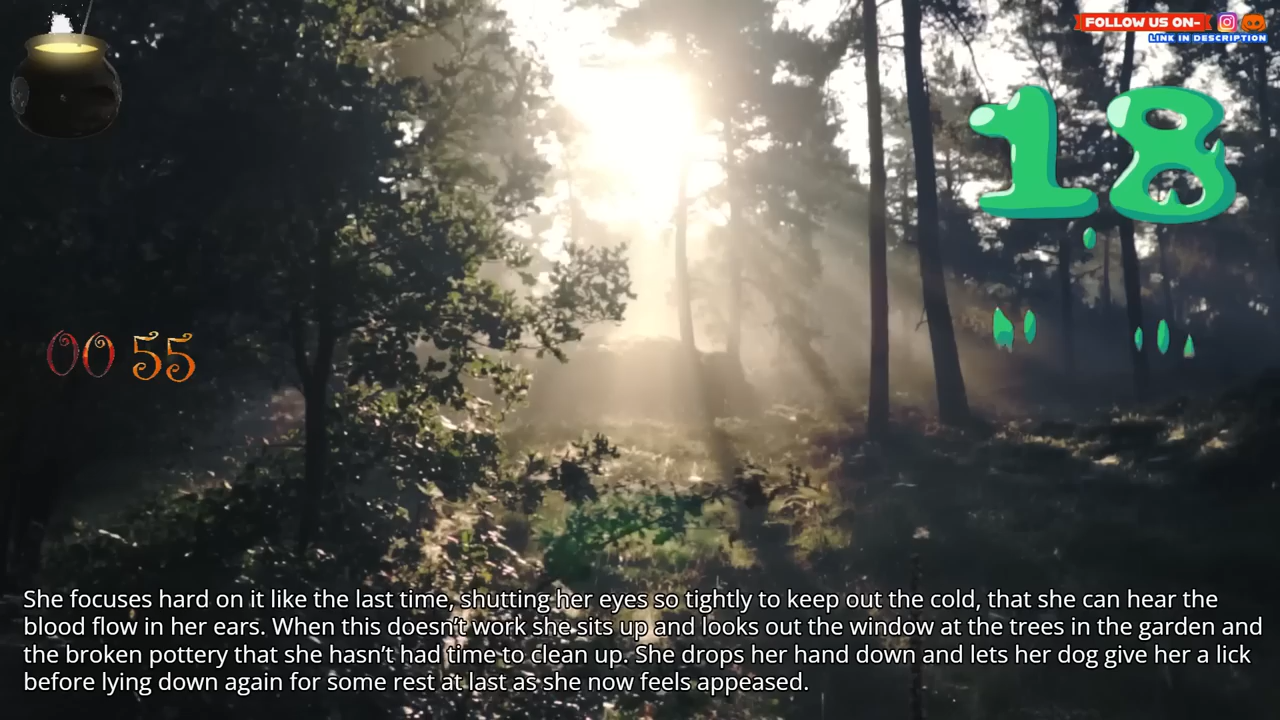 FOLLOW US ON-
LINK IN DESCRIPTION
18
00 55
She focuses hard on it like the last time, shutting her eyes so tightly to keep out the cold, that she can hear the
blood flow in her ears. When this doesn't work she sits up and looks out the window at the trees in the garden and
the broken pottery that she hasn't had time to clean up. She drops her hand down and lets her dog give her a lick
before lying down again for some rest at last as she now feels appeased.